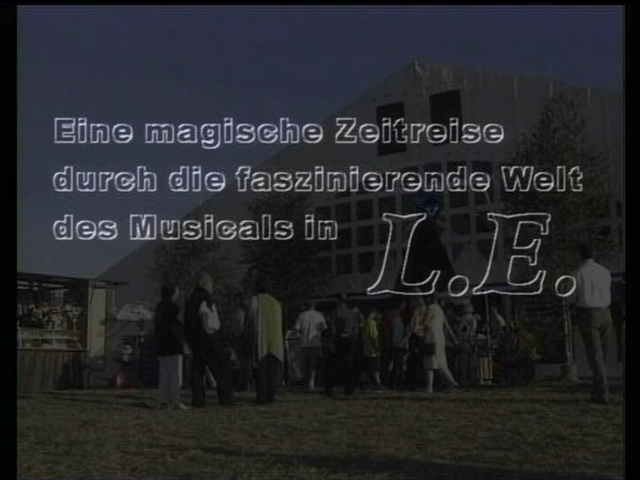 Eine magische Zeitreise
durch die faszinierende Welt
des Musicals in L.E.